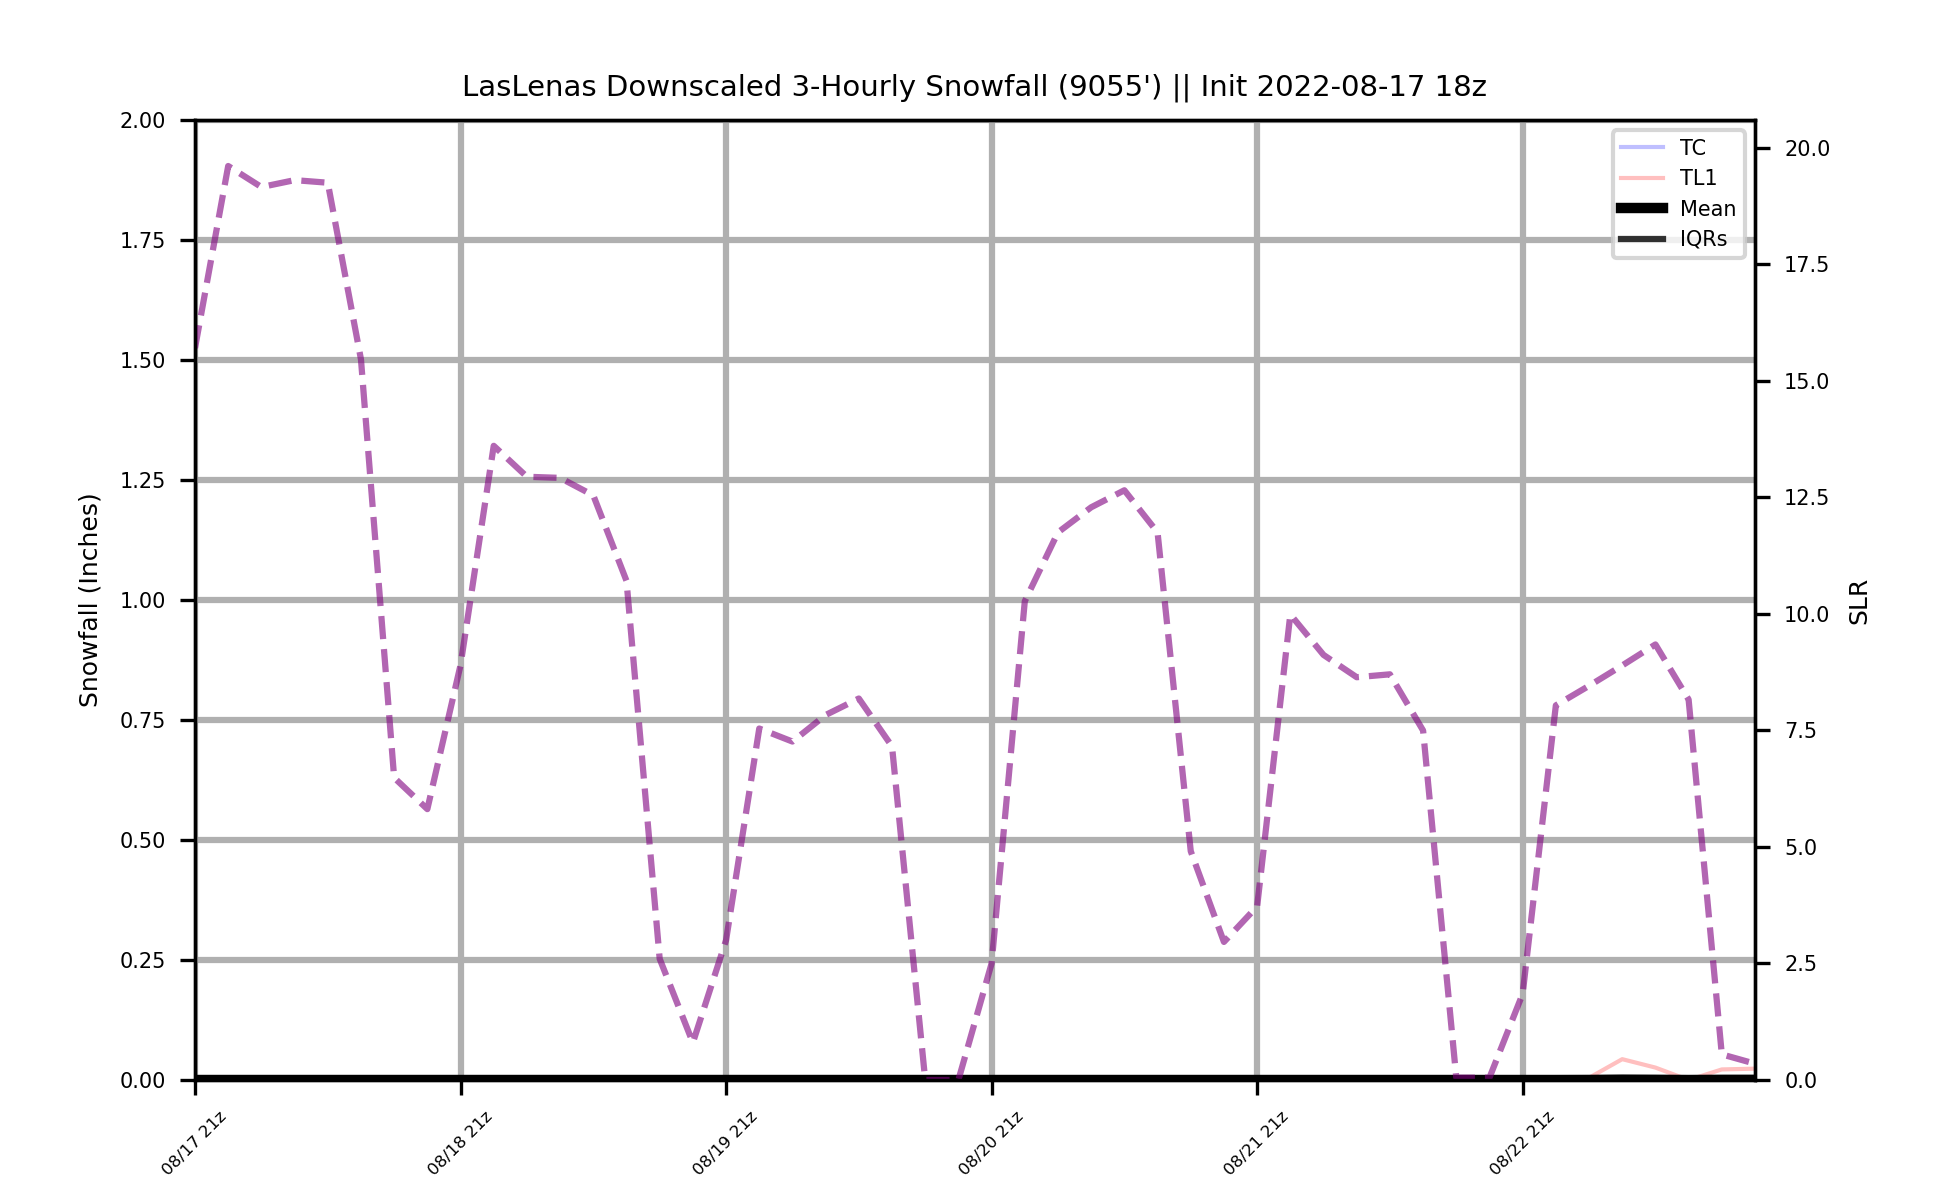 LasLenas Downscaled 3-Hourly Snowfall (9055') || Init 2022-08-17 18z
2.00
1.75
1.50
1.25
1.00
0.75
0.50
0.25
0.00
Snowfall (Inches)
TC
TL1
Mean
IQRs
20.0
17.5
15.0
12.5
10.0
7.5
5.0
2.5
0.0
SLR
08/17 21z
08/18 21z
08/19 21z
08/20 21z
08/21 21z
08/22 21z